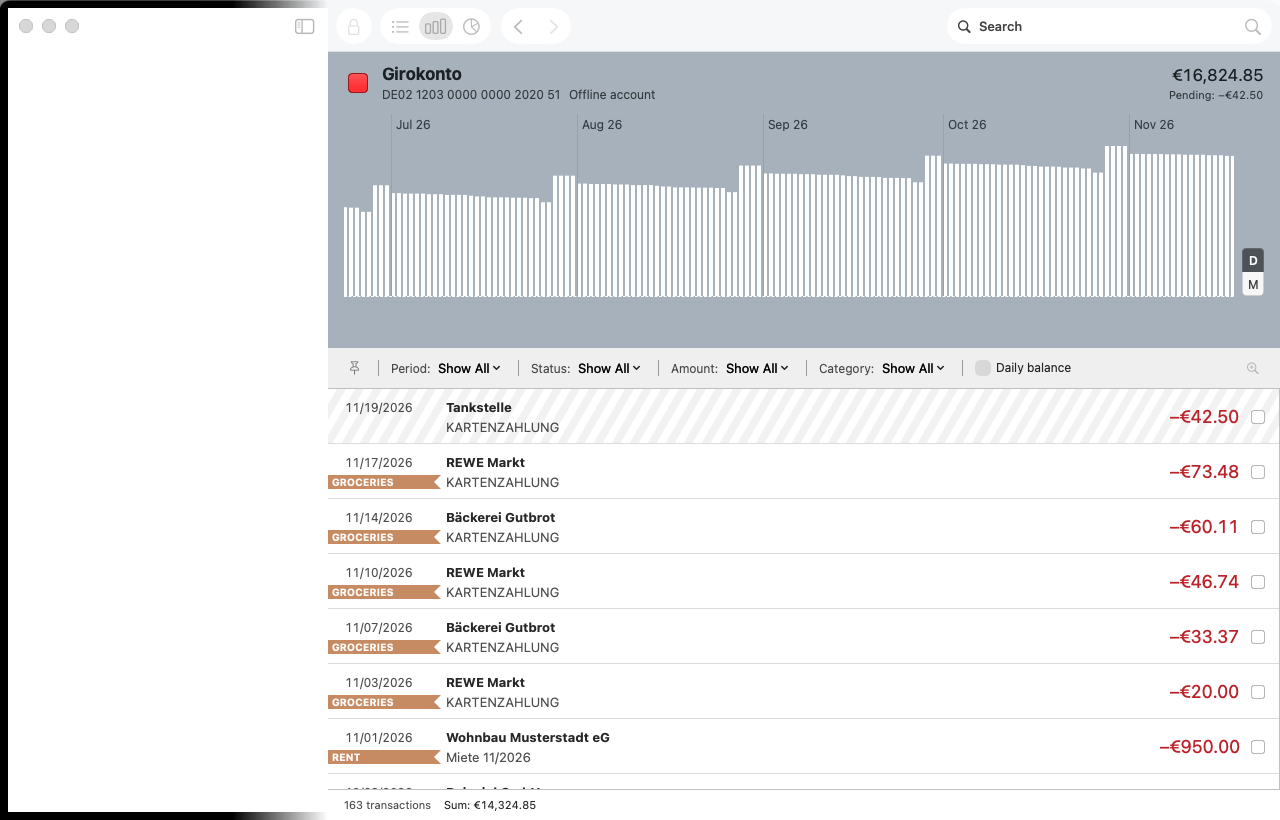 Search
Girokonto
€16,824.85
DE02 1203 0000 0000 2020 51 Offline account
Pending: −€42.50
Jul 26 Aug 26 Sep 26 Oct 26 Nov 26
D
M
Period: Show All Status: Show All Amount: Show All Category: Show All Daily balance
11/19/2026 Tankstelle
KARTENZAHLUNG
−€42.50
11/17/2026 REWE Markt
GROCERIES KARTENZAHLUNG
−€73.48
11/14/2026 Bäckerei Gutbrot
GROCERIES KARTENZAHLUNG
−€60.11
11/10/2026 REWE Markt
GROCERIES KARTENZAHLUNG
−€46.74
11/07/2026 Bäckerei Gutbrot
GROCERIES KARTENZAHLUNG
−€33.37
11/03/2026 REWE Markt
GROCERIES KARTENZAHLUNG
−€20.00
11/01/2026 Wohnbau Musterstadt eG
RENT Miete 11/2026
−€950.00
163 transactions Sum: €14,324.85